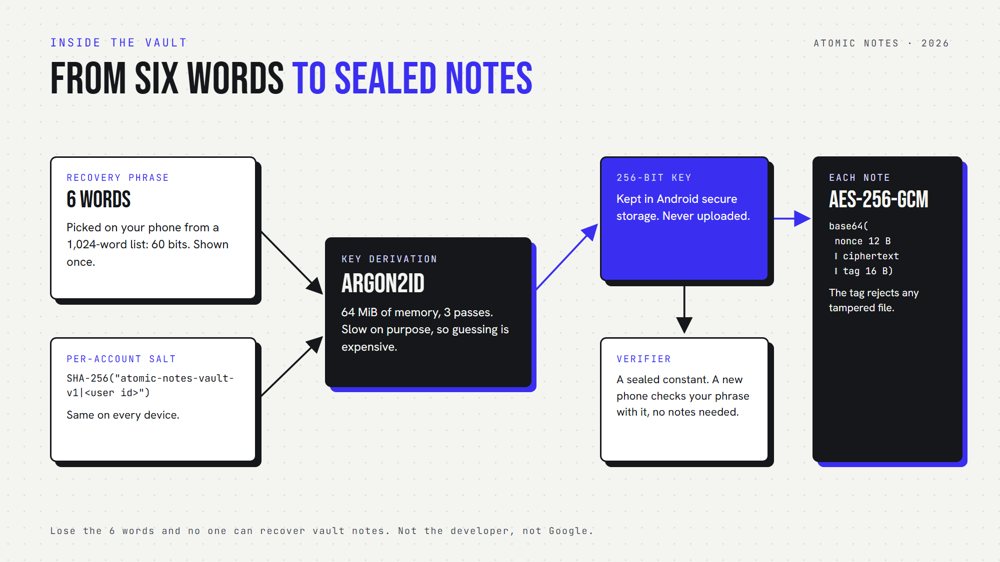 INSIDE THE VAULT
ATOMIC NOTES · 2026
FROM SIX WORDS TO SEALED NOTES
RECOVERY PHRASE
6 WORDS
Picked on your phone from a
1,024-word list: 60 bits. Shown
once.
PER-ACCOUNT SALT
SHA-256("atomic-notes-vault-
v1|<user id>")
Same on every device.
KEY DERIVATION
ARGON2ID
64 MiB of memory, 3 passes.
Slow on purpose, so guessing is
expensive.
256-BIT KEY
Kept in Android secure
storage. Never uploaded.
VERIFIER
A sealed constant. A new
phone checks your phrase
with it, no notes needed.
EACH NOTE
AES-256-GCM
base64(
nonce 12 B
‖ ciphertext
‖ tag 16 B)
The tag rejects any
tampered file.
Lose the 6 words and no one can recover vault notes. Not the developer, not Google.